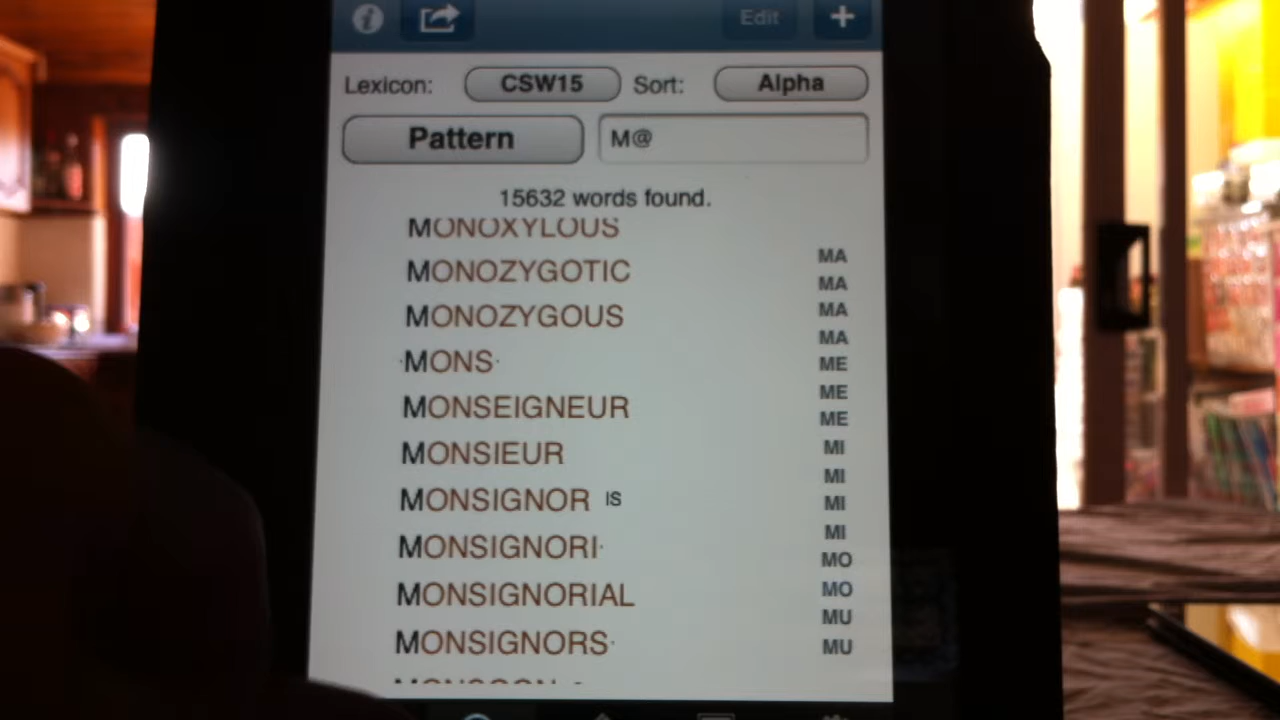 Edit +
Lexicon: CSW15 Sort: Alpha
Pattern M@
15632 words found.
MONOXYLOUS
MONOZYGOTIC
MONOZYGOUS
·MONS·
MONSEIGNEUR
MONSIEUR
MONSIGNOR IS
MONSIGNORI·
MONSIGNORIAL
MONSIGNORS·
MA
MA
MA
MA
ME
ME
ME
MI
MI
MI
MI
MO
MO
MU
MU